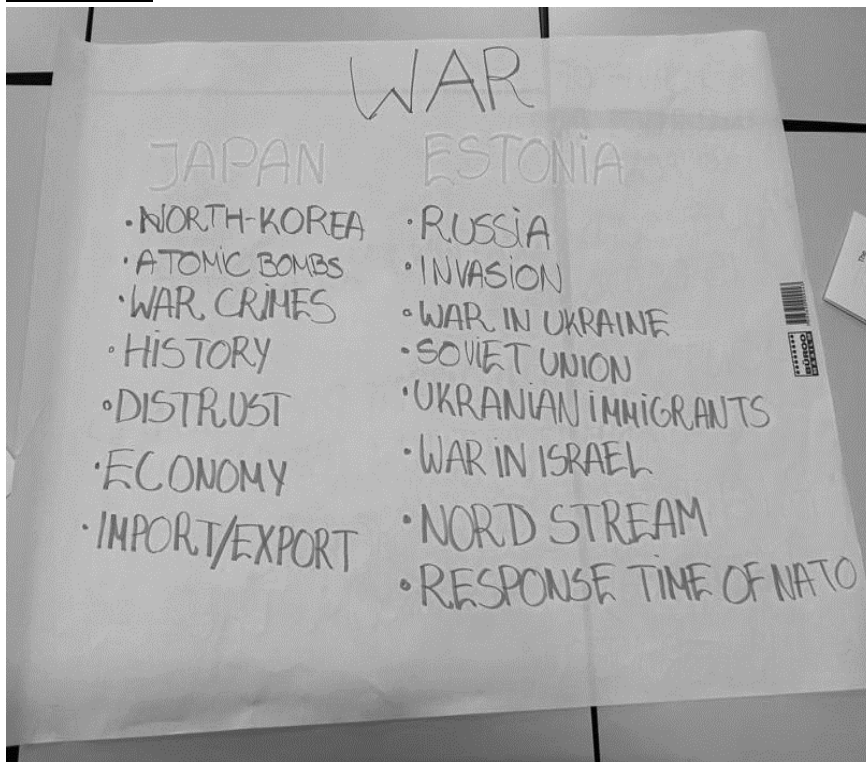 WAR
JAPAN
• NORTH-KOREA
• ATOMIC BOMBS
• WAR CRIMES
• HISTORY
• DISTRUST
• ECONOMY
• IMPORT/EXPORT
ESTONIA
• RUSSIA
• INVASION
• WAR IN UKRAINE
• SOVIET UNION
• UKRANIAN IMMIGRANTS
• WAR IN ISRAEL
• NORD STREAM
• RESPONSE TIME OF NATO
BÜROO